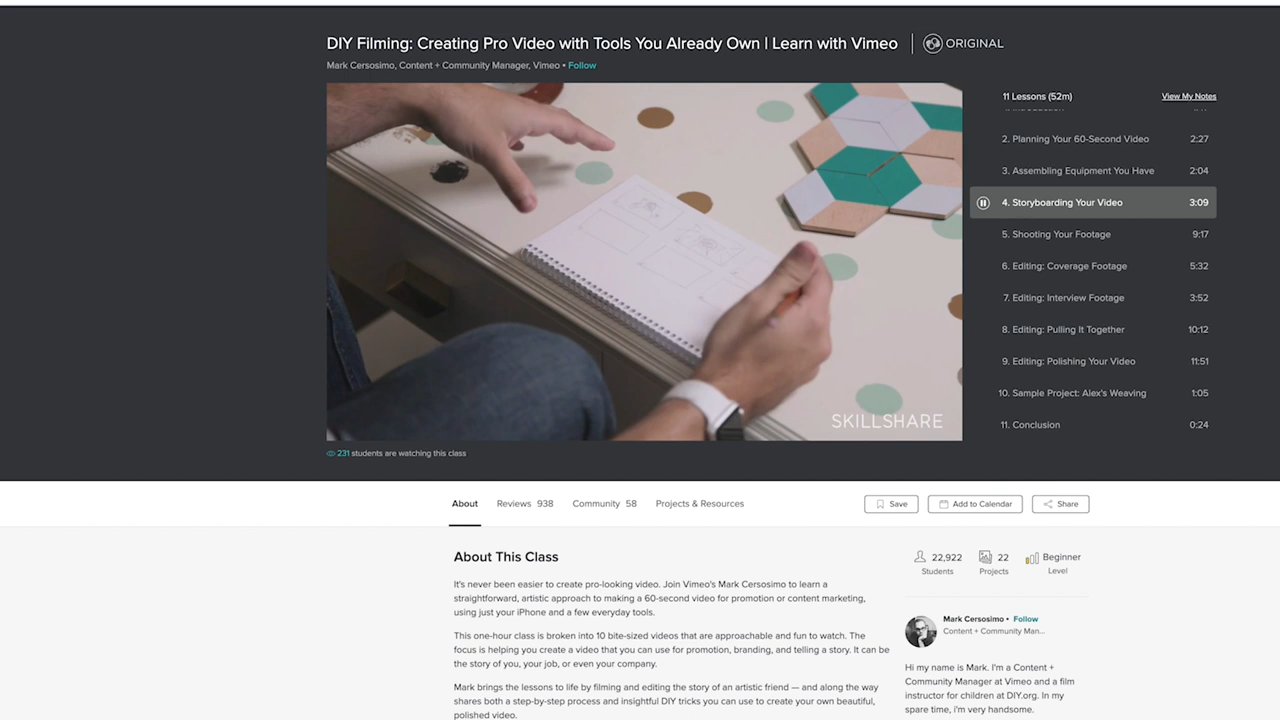 DIY Filming: Creating Pro Video with Tools You Already Own | Learn with Vimeo
ORIGINAL
Mark Cersosimo, Content + Community Manager, Vimeo • Follow
11 Lessons (52m)
View My Notes
2. Planning Your 60-Second Video 2:27
3. Assembling Equipment You Have 2:04
4. Storyboarding Your Video 3:09
5. Shooting Your Footage 9:17
6. Editing: Coverage Footage 5:32
7. Editing: Interview Footage 3:52
8. Editing: Pulling It Together 10:12
9. Editing: Polishing Your Video 11:51
10. Sample Project: Alex's Weaving 1:05
11. Conclusion 0:24
SKILLSHARE
231 students are watching this class
About Reviews 938 Community 58 Projects & Resources
Save Add to Calendar Share
About This Class
It's never been easier to create pro-looking video. Join Vimeo's Mark Cersosimo to learn a
straightforward, artistic approach to making a 60-second video for promotion or content marketing,
using just your iPhone and a few everyday tools.
This one-hour class is broken into 10 bite-sized videos that are approachable and fun to watch. The
focus is helping you create a video that you can use for promotion, branding, and telling a story. It can be
the story of you, your job, or even your company.
Mark brings the lessons to life by filming and editing the story of an artistic friend — and along the way
shares both a step-by-step process and insightful DIY tricks you can use to create your own beautiful,
polished video.
22,922 22 Beginner
Students Projects Level
Mark Cersosimo • Follow
Content + Community Man...
Hi my name is Mark. I'm a Content +
Community Manager at Vimeo and a film
instructor for children at DIY.org. In my
spare time, i'm very handsome.